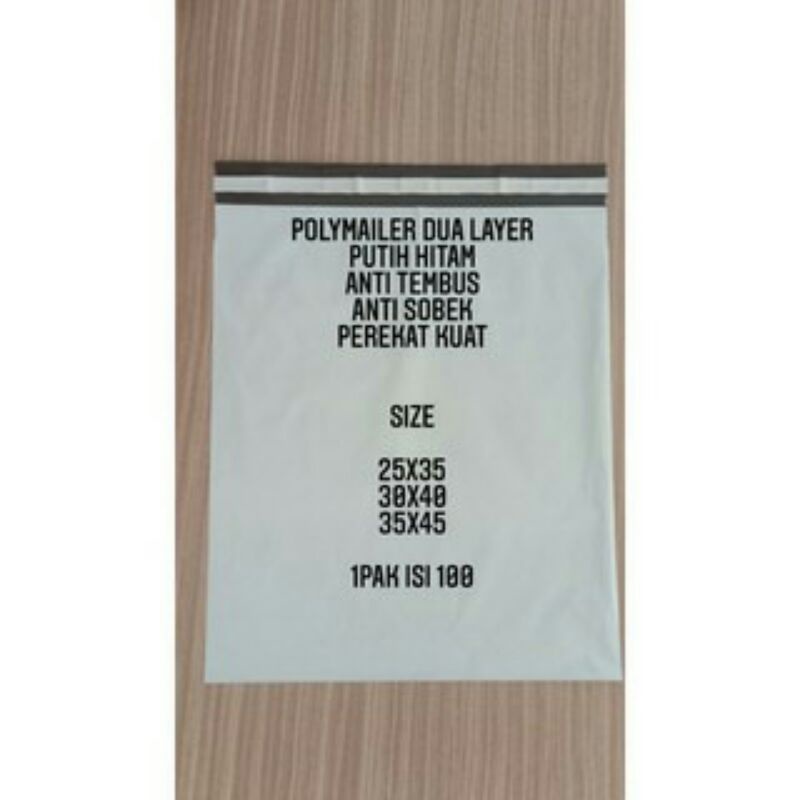 POLYMAILER DUA LAYER
PUTIH HITAM
ANTI TEMBUS
ANTI SOBEK
PEREKAT KUAT
SIZE
25X35
30X40
35X45
1PAK ISI 100